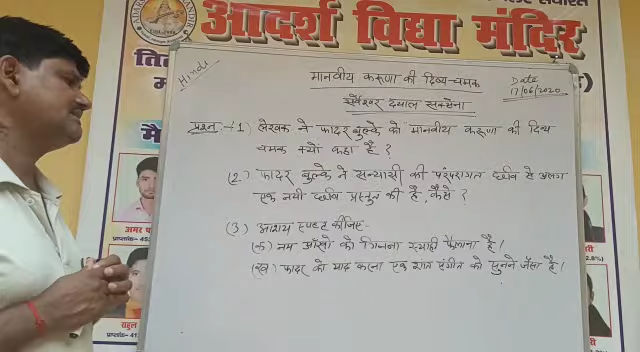 आदर्श विद्या मंदिर
Hindi
मानवीय करूणा की दिव्य-चमक
Date
17/06/2020
सर्वेश्वर दयाल सक्सेना
प्रश्न:-(1) लेखक ने फादर बुल्के को "मानवीय करूणा की दिव्य
चमक क्यों कहा है ?
(2) फादर बुल्के ने सन्यासी की परंपरागत छवि से अलग
एक नयी छवि प्रस्तुत की है, कैसे ?
(3) आशय स्पष्ट कीजिए-
(क) नम आँखों को गिनना स्याही फैलाना है।
(ख) फादर को याद करना एक शांत संगीत को सुनने जैसा है।
अमर
प्राप्तांक-
राहुल
प्राप्तांक-